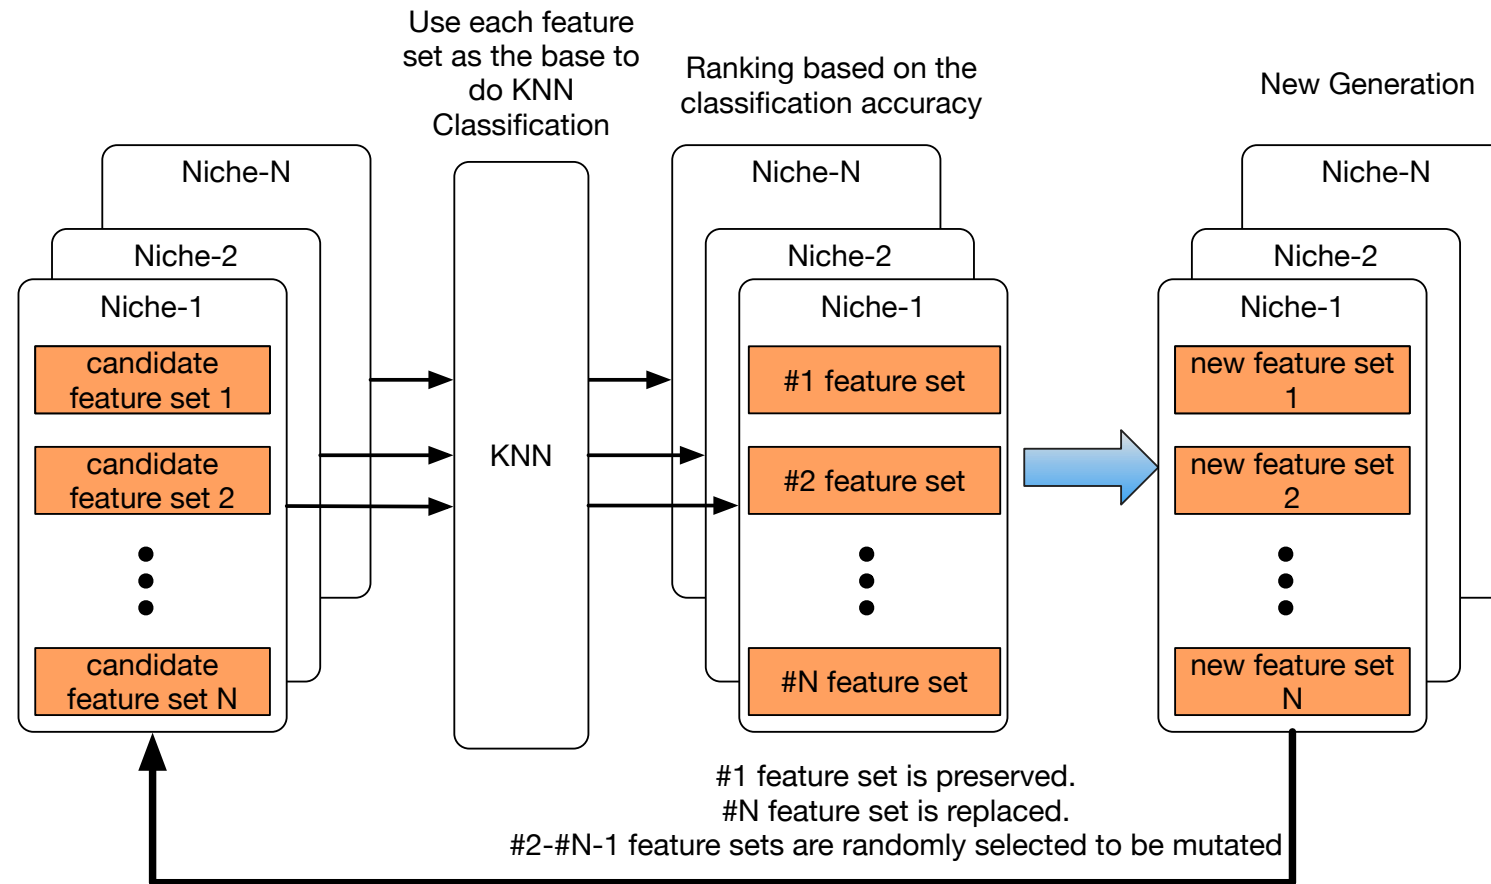 Use each feature
set as the base to
do KNN
Classification
Ranking based on the
classification accuracy
New Generation
Niche-N
Niche-2
Niche-1
candidate
feature set 1
candidate
feature set 2
candidate
feature set N
KNN
Niche-N
Niche-2
Niche-1
#1 feature set
#2 feature set
#N feature set
Niche-N
Niche-2
Niche-1
new feature set
1
new feature set
2
new feature set
N
#1 feature set is preserved.
#N feature set is replaced.
#2-#N-1 feature sets are randomly selected to be mutated